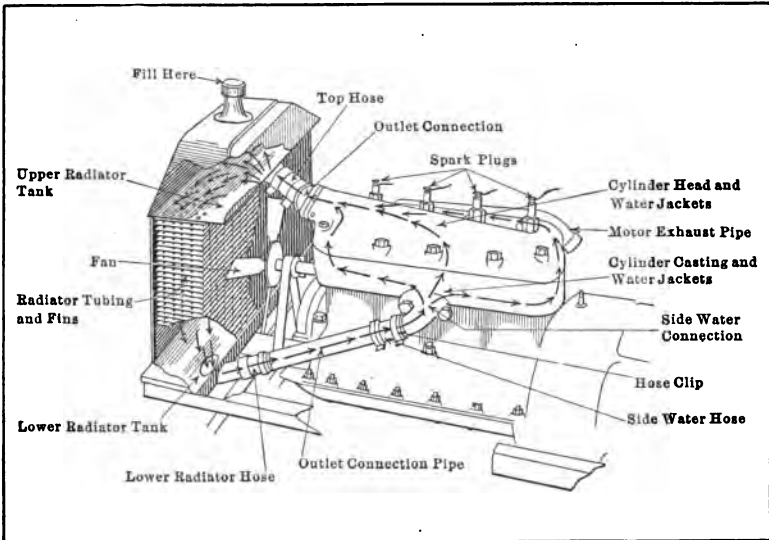 Fill Here
Top Hose
Outlet Connection
Spark Plugs
Upper Radiator
Tank
Cylinder Head and
Water Jackets
Motor Exhaust Pipe
Fan
Cylinder Casting and
Water Jackets
Radiator Tubing
and Fins
Side Water
Connection
Hose Clip
Lower Radiator Tank
Side Water Hose
Outlet Connection Pipe
Lower Radiator Hose